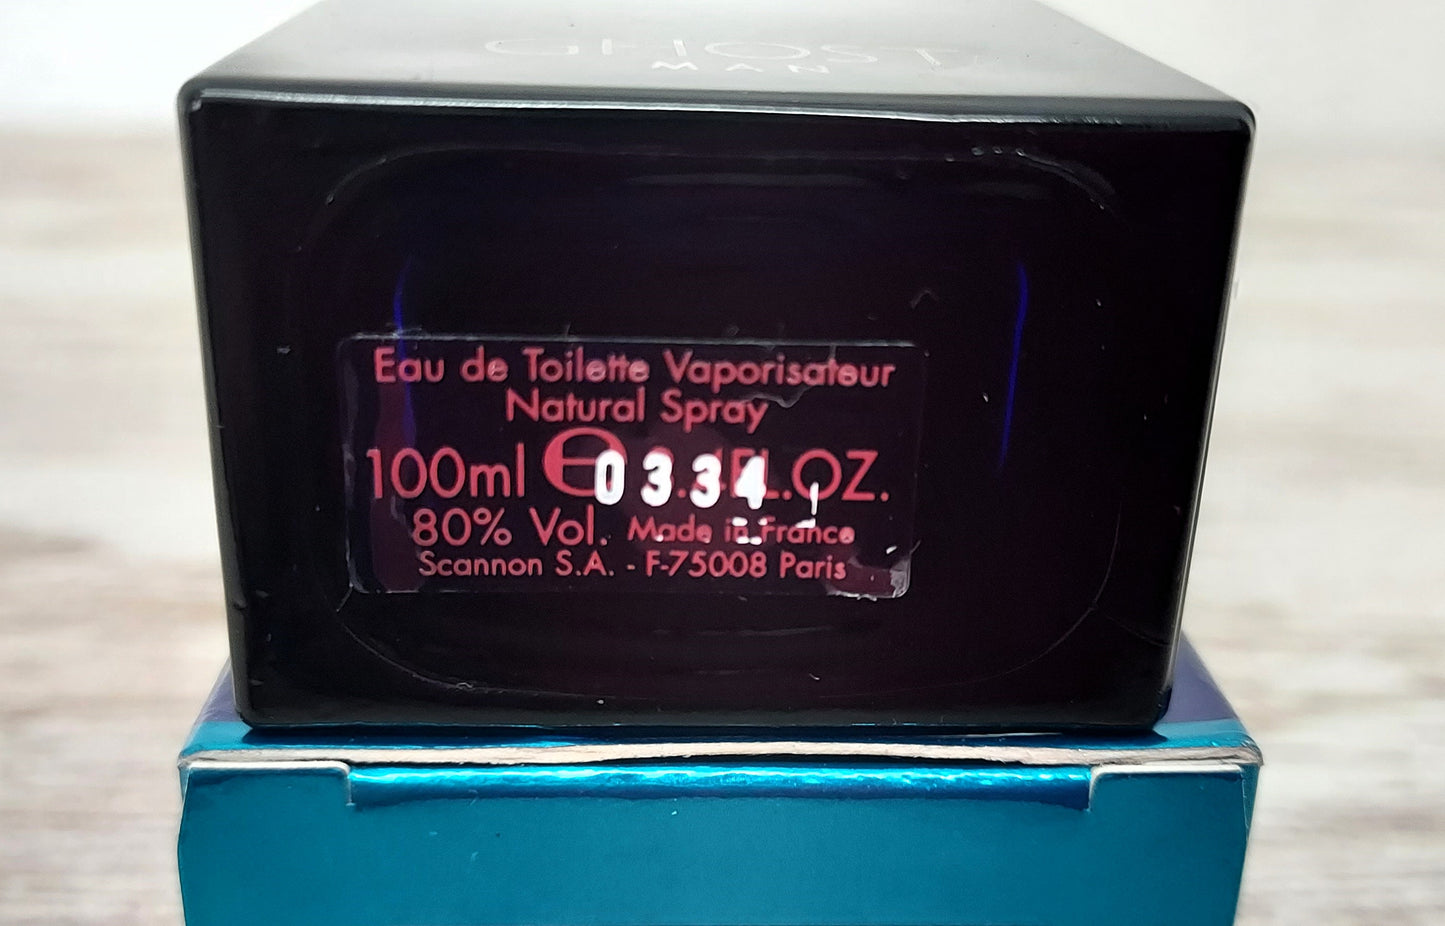 GHOST
MAN
Eau de Toilette Vaporisateur
Natural Spray
100ml e FL.OZ.
0334
80% Vol. Made in France
Scannon S.A. - F-75008 Paris